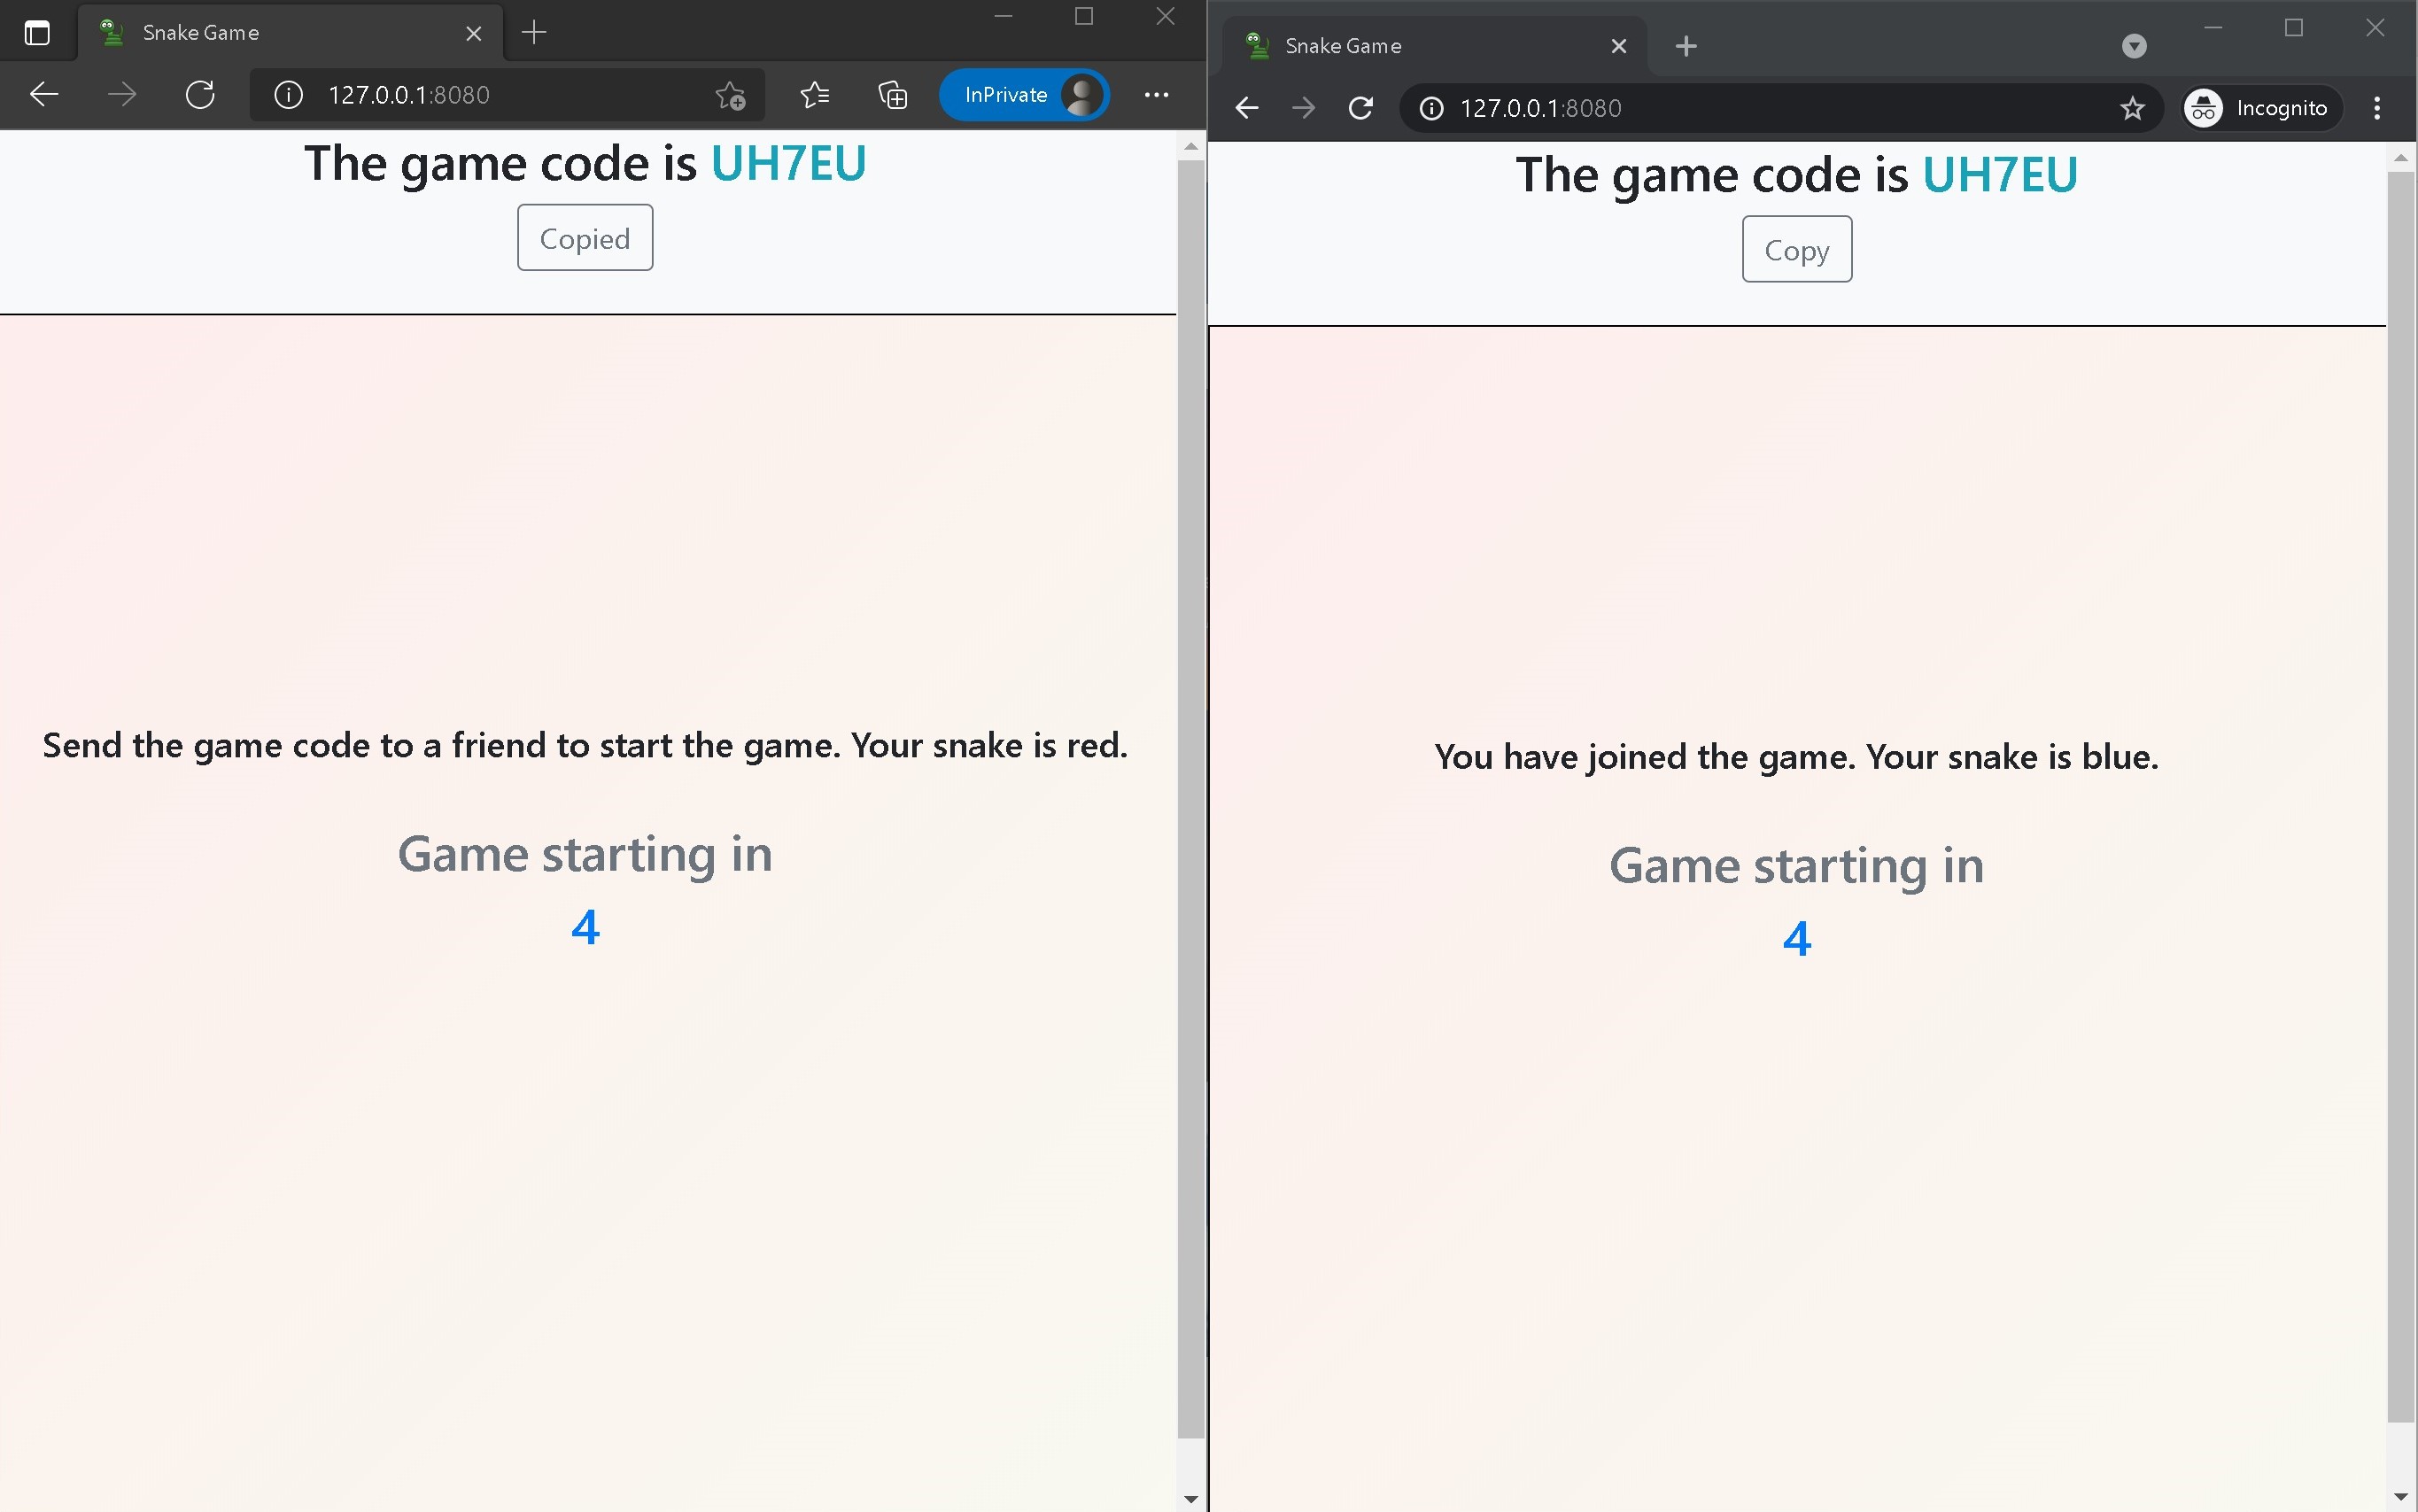 Snake Game
127.0.0.1:8080
InPrivate
The game code is UH7EU
Copied
Send the game code to a friend to start the game. Your snake is red.
Game starting in
4
Snake Game
127.0.0.1:8080
Incognito
The game code is UH7EU
Copy
You have joined the game. Your snake is blue.
Game starting in
4